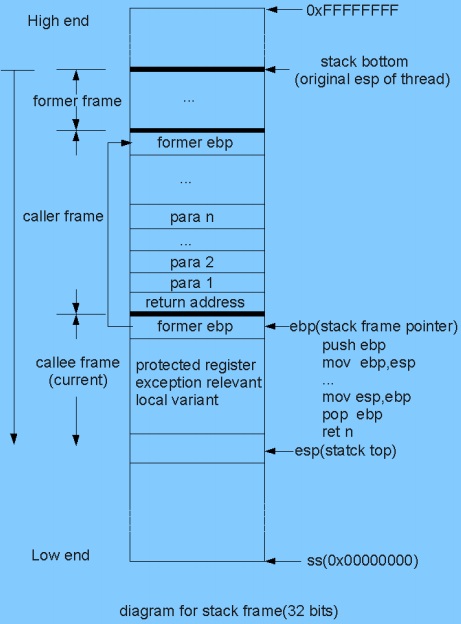 High end
0xFFFFFFFF
stack bottom
(original esp of thread)
former frame
...
former ebp
...
caller frame
para n
...
para 2
para 1
return address
former ebp
ebp(stack frame pointer)
push ebp
mov ebp,esp
...
mov esp,ebp
pop ebp
ret n
callee frame
(current)
protected register
exception relevant
local variant
esp(statck top)
Low end
ss(0x00000000)
diagram for stack frame(32 bits)